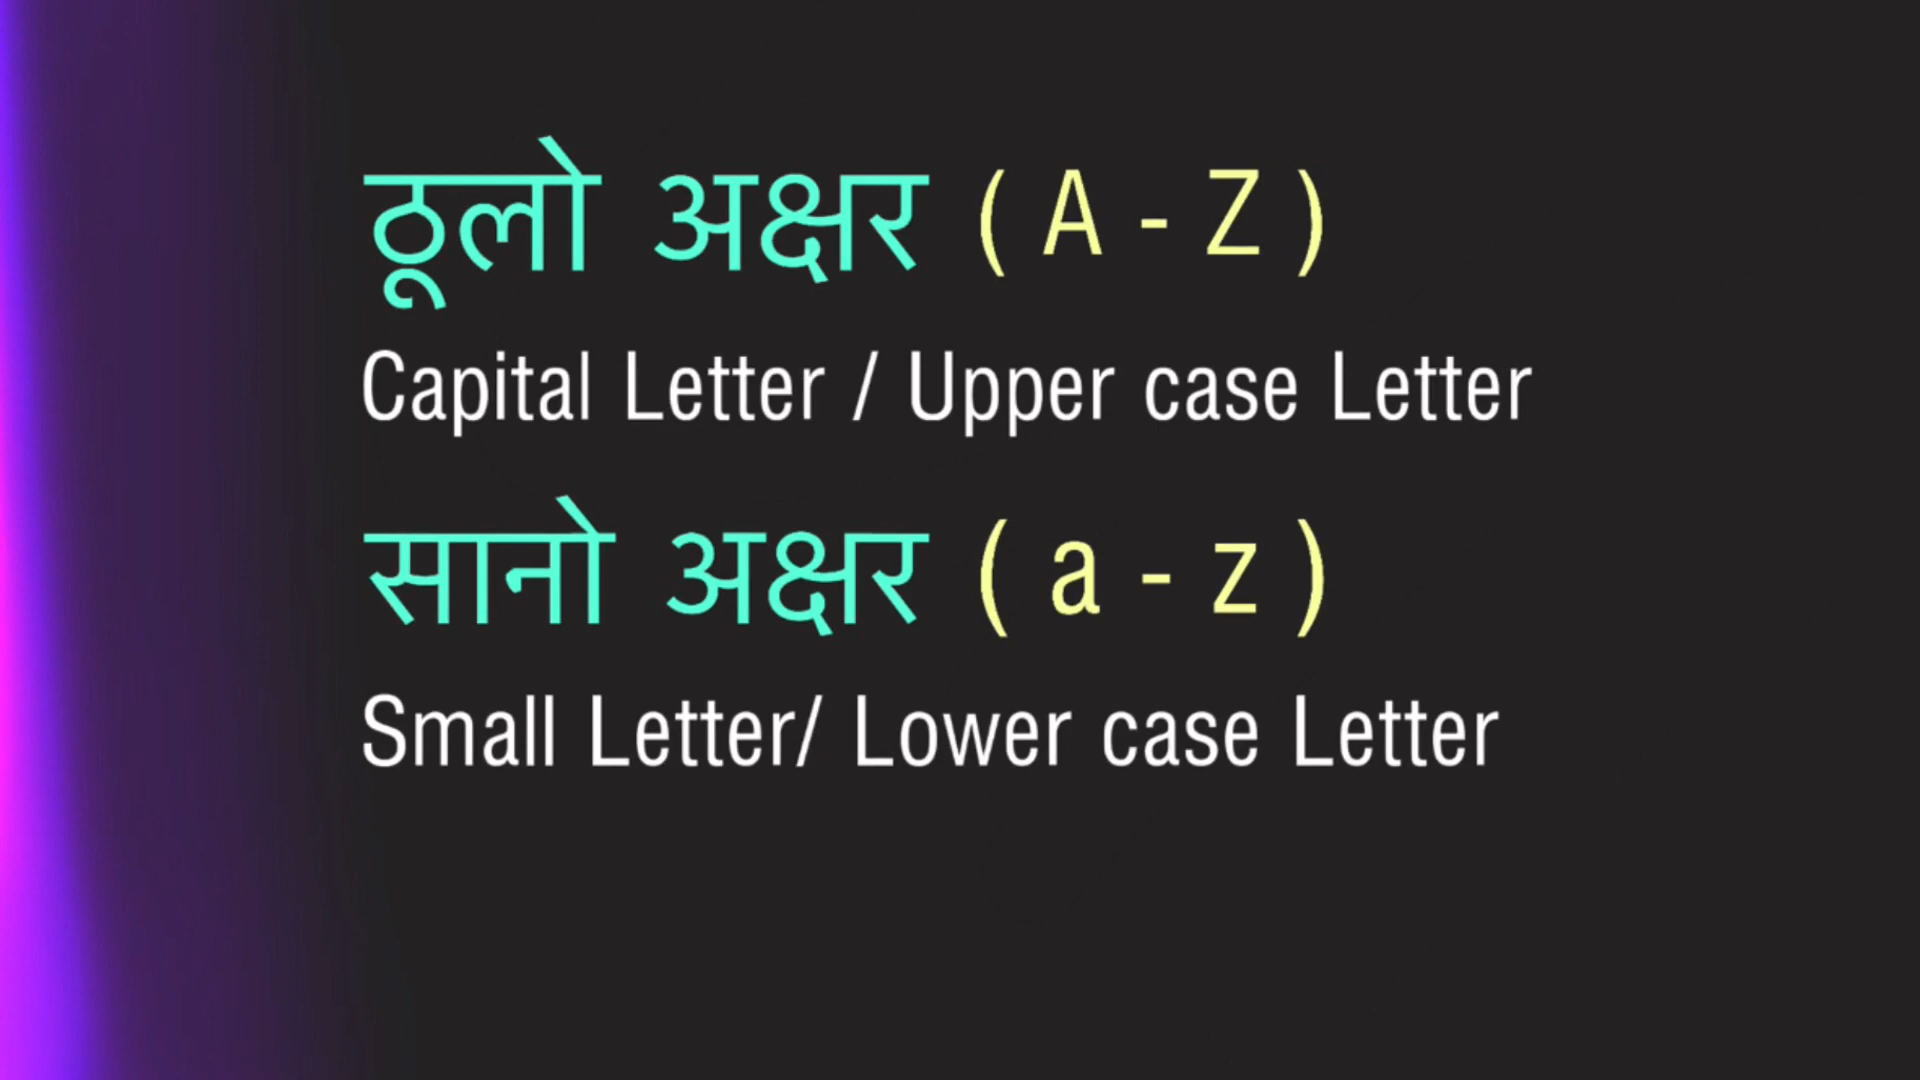 ठूलो अक्षर ( A - Z )
Capital Letter / Upper case Letter
सानो अक्षर ( a - z )
Small Letter/ Lower case Letter